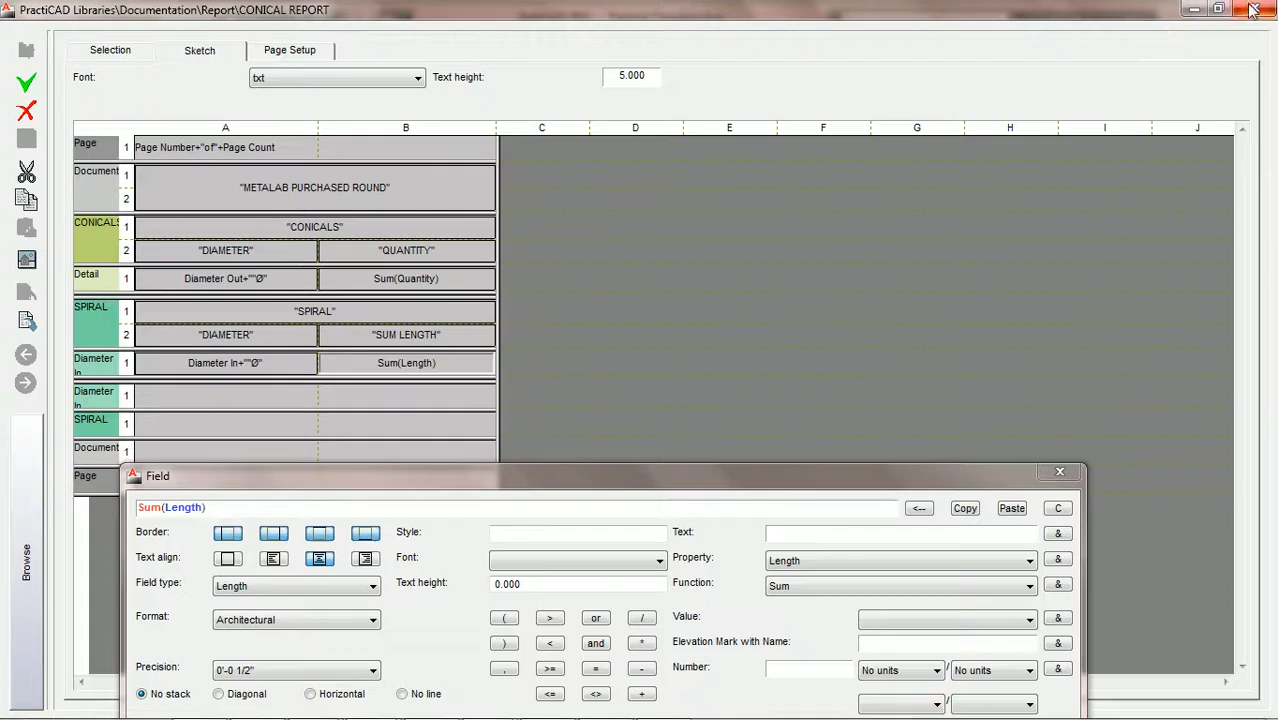 PractiCAD Libraries\Documentation\Report\CONICAL REPORT
Selection Sketch Page Setup
Font: txt Text height: 5.000
A B C D E F G H I J
Page 1 Page Number+"of"+Page Count
Document 1
2 "METALAB PURCHASED ROUND"
CONICALS 1 "CONICALS"
2 "DIAMETER" "QUANTITY"
Detail 1 Diameter Out+""Ø" Sum(Quantity)
SPIRAL 1 "SPIRAL"
2 "DIAMETER" "SUM LENGTH"
Diameter In 1 Diameter In+""Ø" Sum(Length)
Diameter In 1
SPIRAL 1
Document 1
Page
Browse
Field
Sum(Length) <-- Copy Paste C
Border: Style: Text: &
Text align: Font: Property: Length &
Field type: Length Text height: 0.000 Function: Sum &
Format: Architectural ( > or / Value: &
) < and * Elevation Mark with Name: &
Precision: 0'-0 1/2" , >= = - Number: No units / No units &
No stack Diagonal Horizontal No line <= <> + /